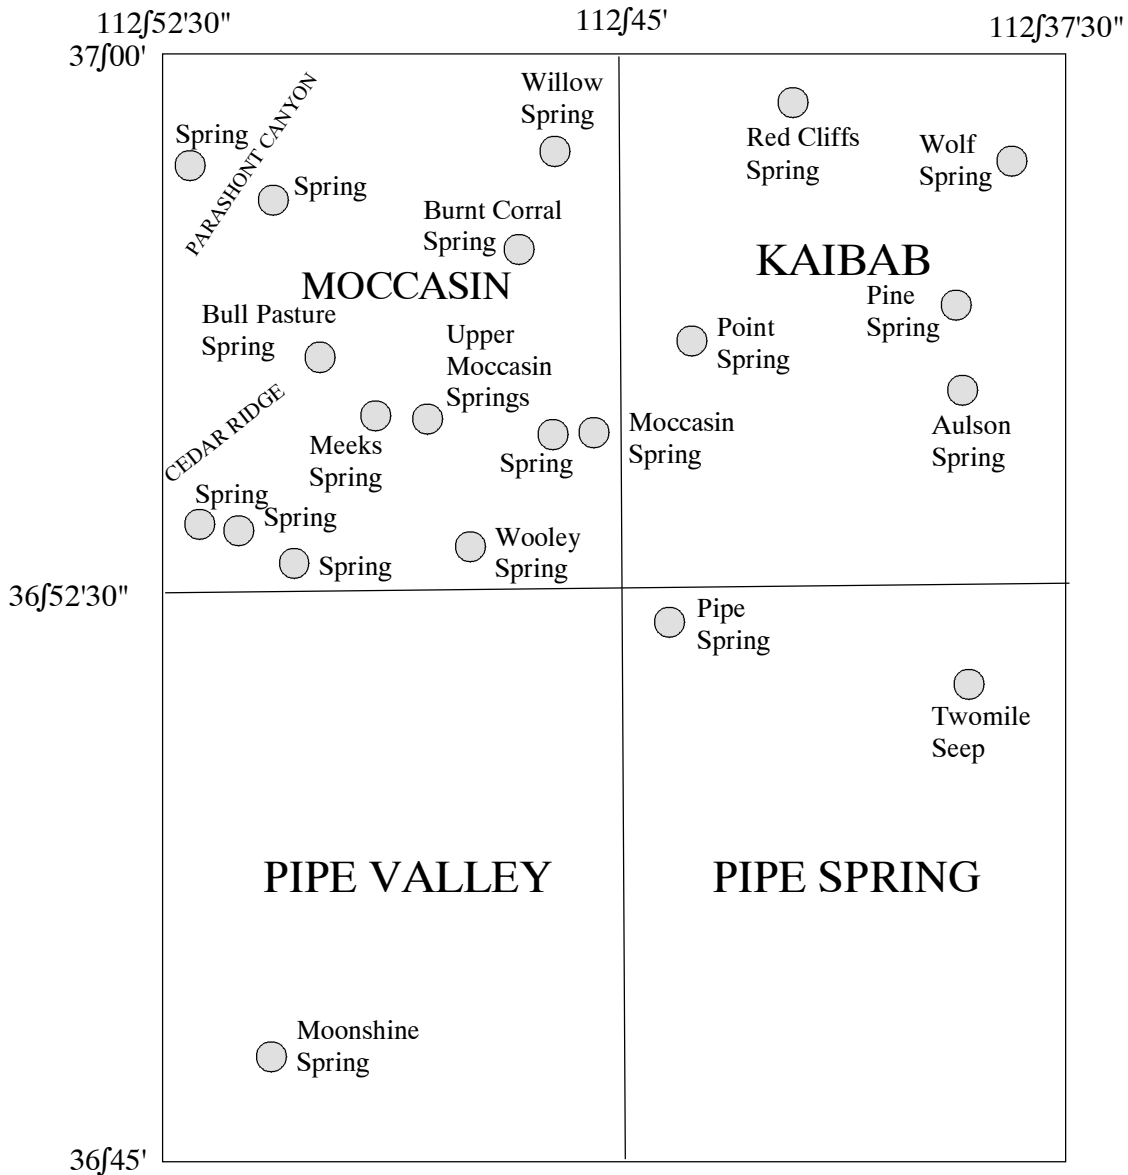 112∫52'30"
112∫45'
112∫37'30"
37∫00'
Willow
Spring
Red Cliffs
Spring
Wolf
Spring
Spring
PARASHONT CANYON
Spring
Burnt Corral
Spring
MOCCASIN
KAIBAB
Bull Pasture
Spring
Upper
Moccasin
Springs
Point
Spring
Pine
Spring
CEDAR RIDGE
Meeks
Spring
Spring
Moccasin
Spring
Aulson
Spring
Spring
Spring
Spring
Wooley
Spring
36∫52'30"
Pipe
Spring
Twomile
Seep
PIPE VALLEY
PIPE SPRING
Moonshine
Spring
36∫45'